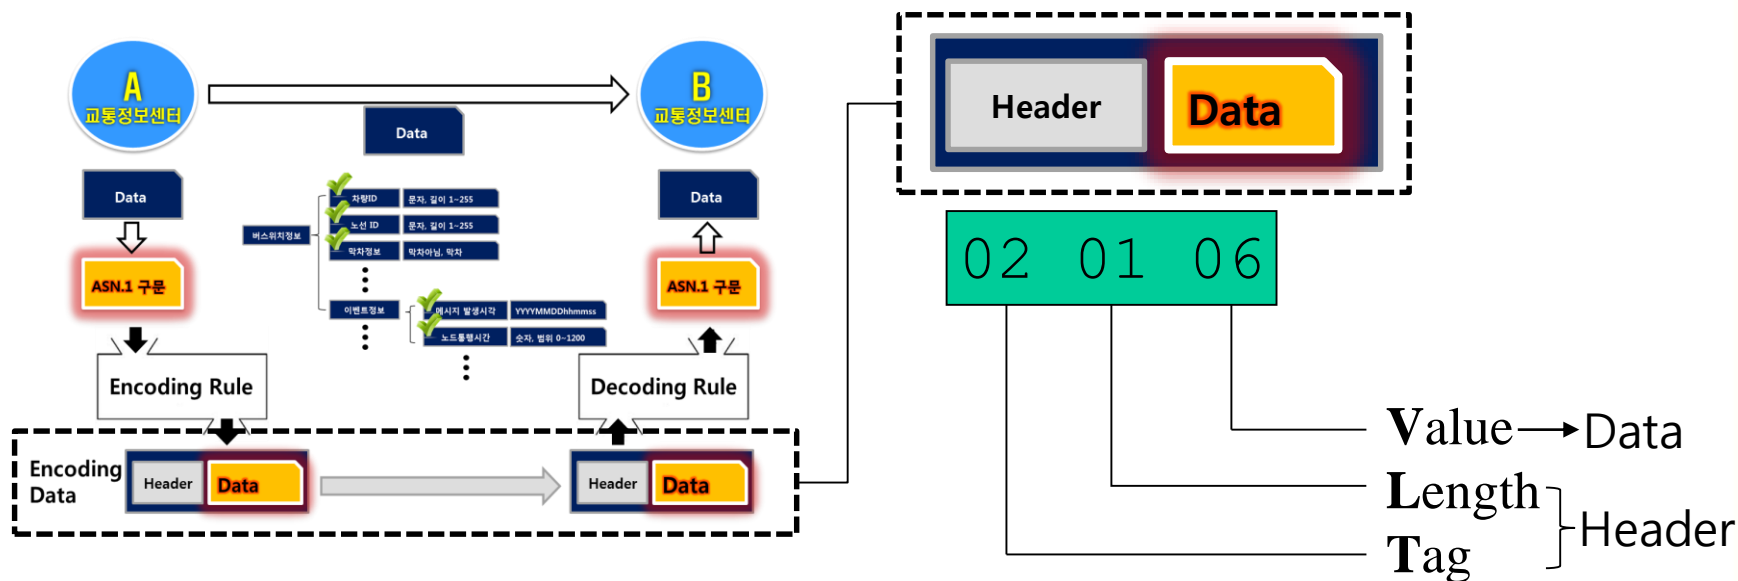 A
교통정보센터
B
교통정보센터
Data
Data
Data
ASN.1 구문
ASN.1 구문
버스위치정보
차량ID
문자, 길이 1~255
노선 ID
문자, 길이 1~255
막차정보
막차아님, 막차
이벤트정보
메시지 발생시각
YYYYMMDDhhmmss
노드통행시간
숫자, 범위 0~1200
Encoding Rule
Decoding Rule
Encoding
Data
Header
Data
Header
Data
Header
Data
02 01 06
Value
Data
Length
Header
Tag